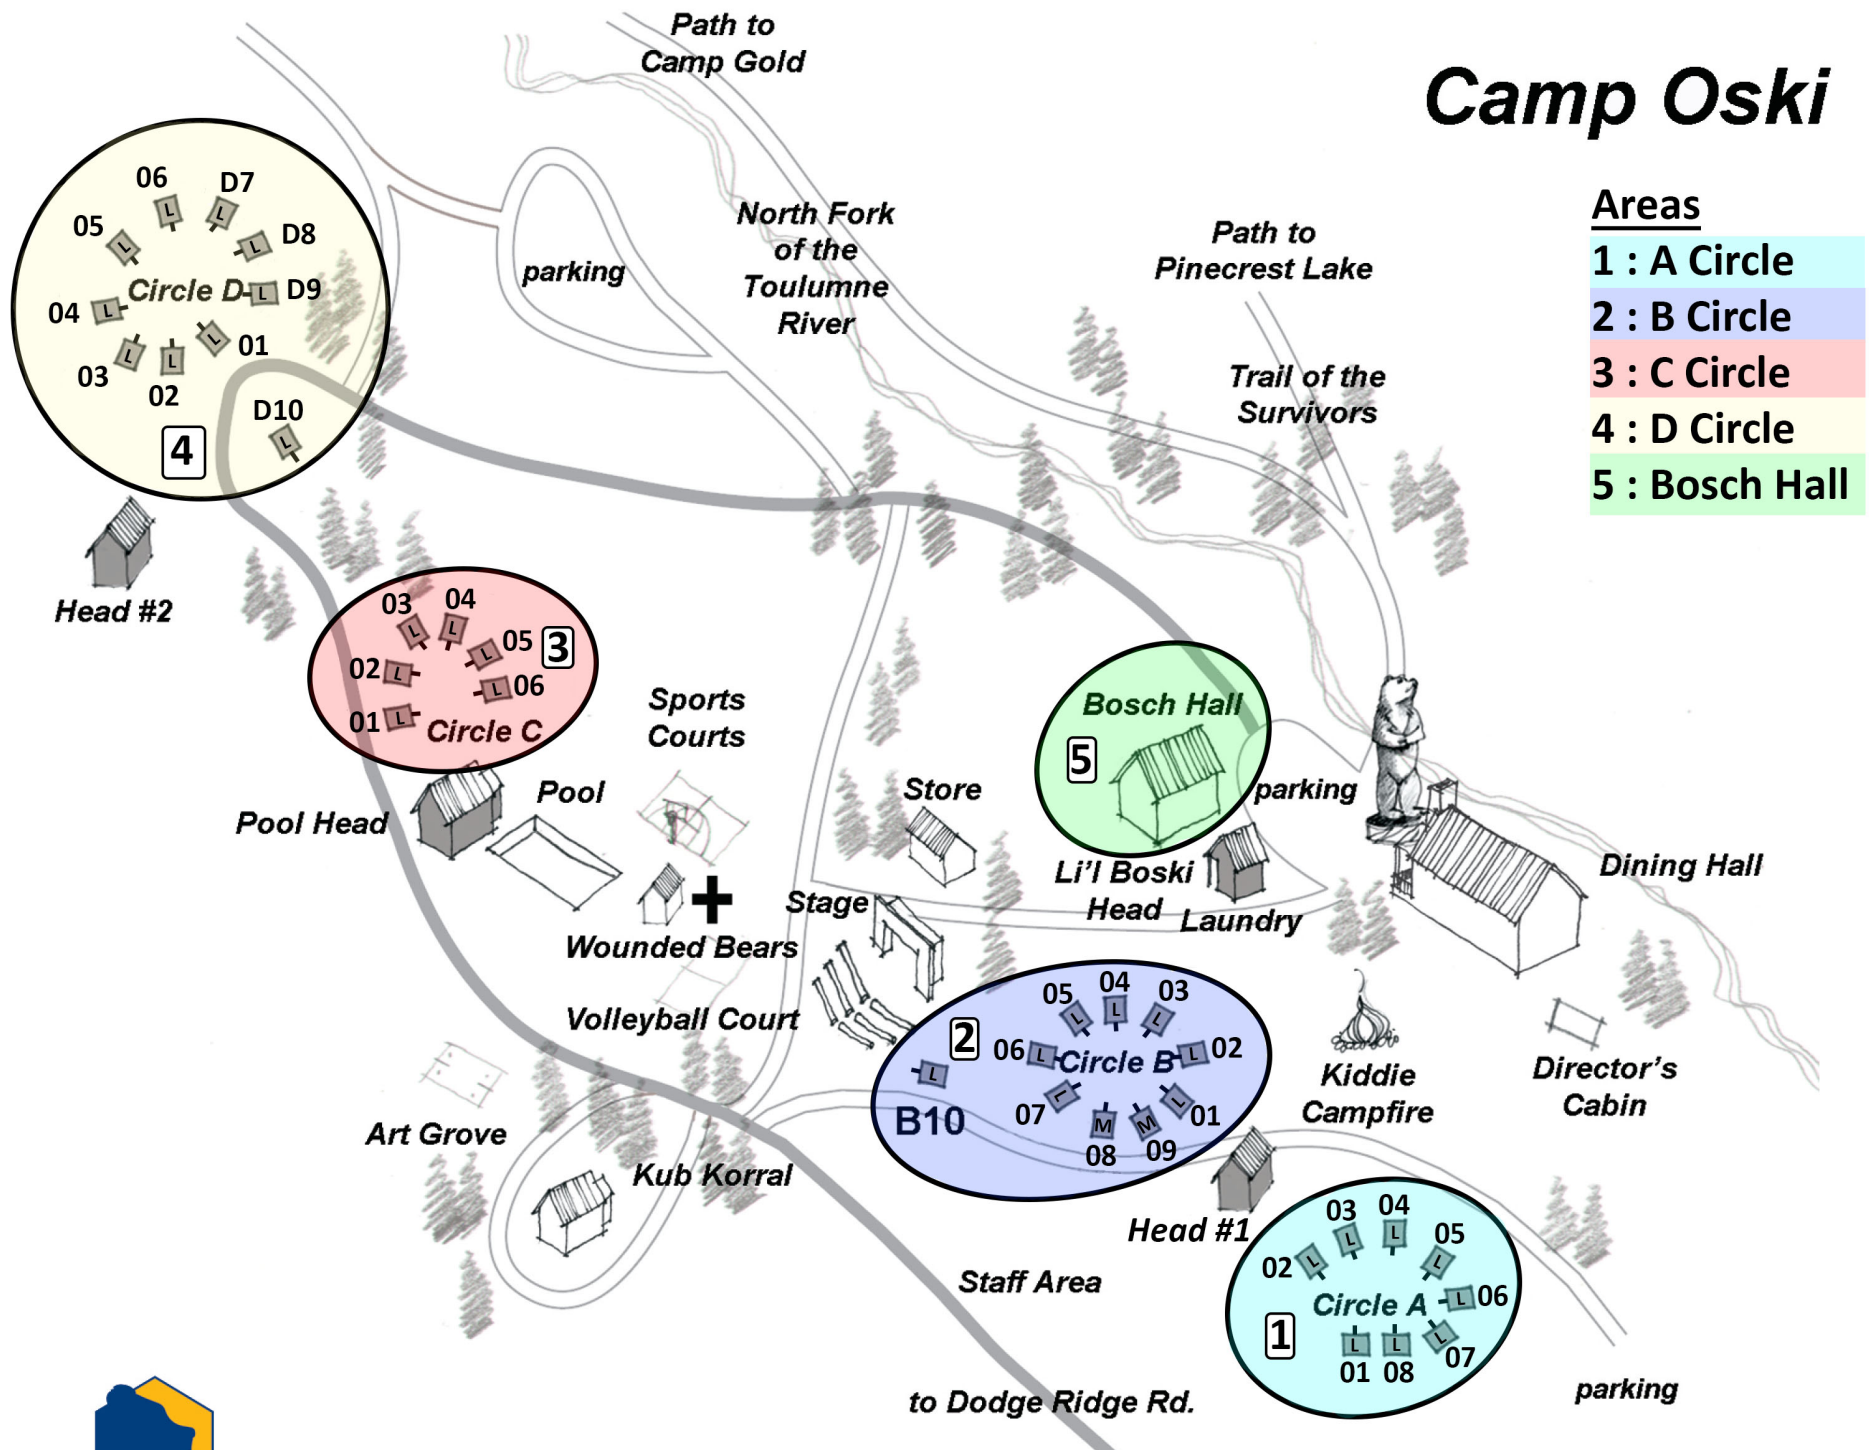 Path to
Camp Gold
Camp Oski
Areas
1 : A Circle
2 : B Circle
3 : C Circle
4 : D Circle
5 : Bosch Hall
06
D7
05
D8
Circle D
D9
04
01
03
02
D10
4
L
L
L
L
L
L
L
L
L
L
parking
North Fork
of the
Toulumne
River
Path to
Pinecrest Lake
Trail of the
Survivors
Head #2
03
04
05
3
02
06
01
Circle C
L
L
L
L
L
L
Sports
Courts
Bosch Hall
5
Pool Head
Pool
Store
parking
Dining Hall
Li'l Boski
Head
Laundry
Stage
Wounded Bears
Volleyball Court
05
04
03
2
06
Circle B
02
B10
07
01
08
09
L
L
L
L
L
L
L
L
M
M
Kiddie
Campfire
Director's
Cabin
Art Grove
Kub Korral
Head #1
Staff Area
03
04
02
05
Circle A
06
1
01
08
07
L
L
L
L
L
L
L
L
to Dodge Ridge Rd.
parking